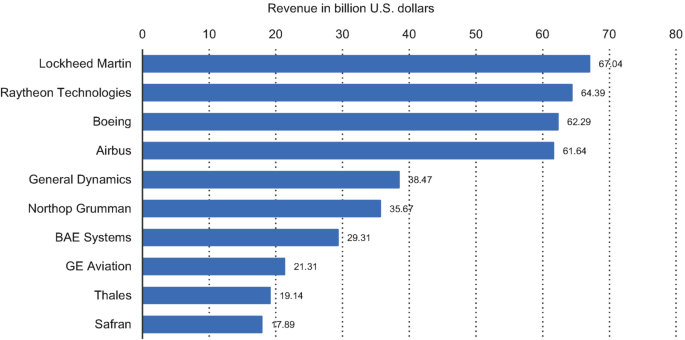 Revenue in billion U.S. dollars
0 10 20 30 40 50 60 70 80
Lockheed Martin 67.04
Raytheon Technologies 64.39
Boeing 62.29
Airbus 61.64
General Dynamics 38.47
Northop Grumman 35.67
BAE Systems 29.31
GE Aviation 21.31
Thales 19.14
Safran 17.89